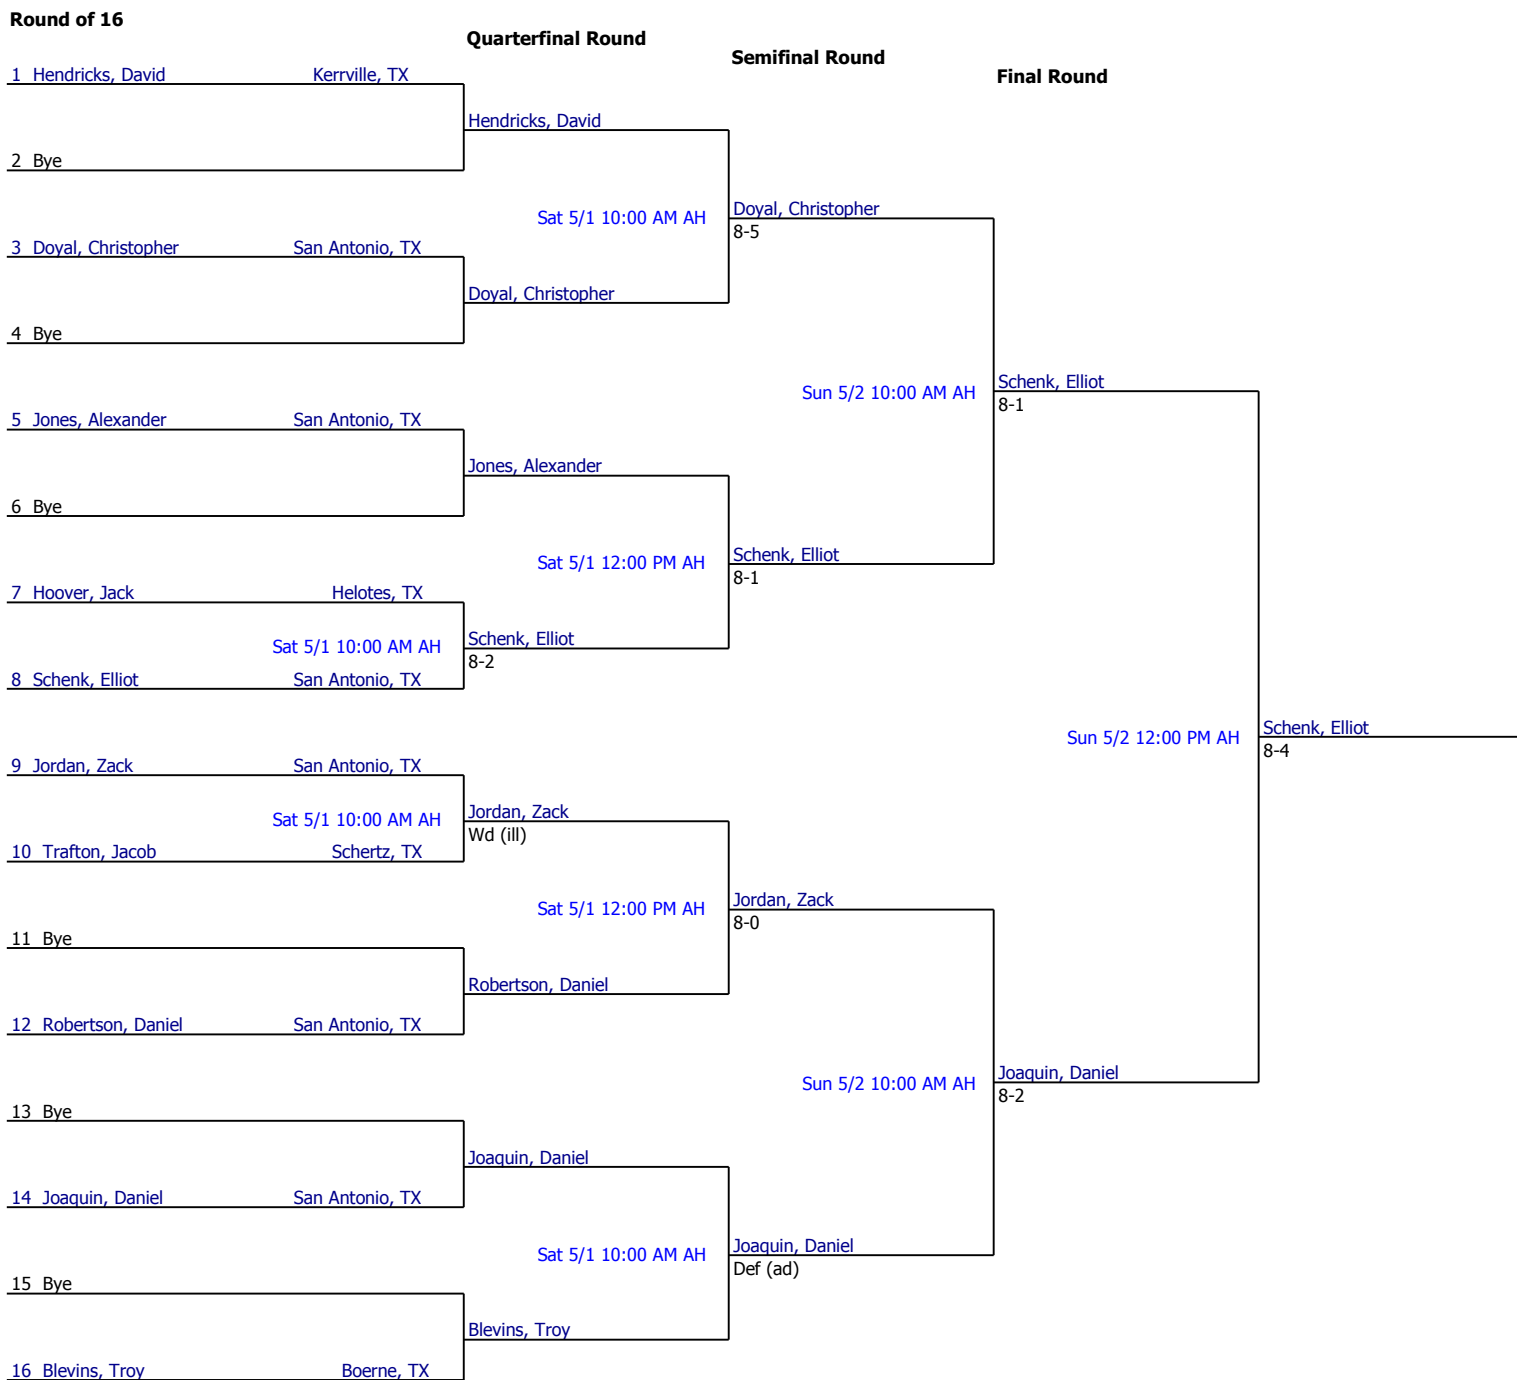 Round of 16
Quarterfinal Round
Semifinal Round
Final Round
1 Hendricks, David Kerrville, TX
Hendricks, David
2 Bye
Sat 5/1 10:00 AM AH
Doyal, Christopher
8-5
3 Doyal, Christopher San Antonio, TX
Doyal, Christopher
4 Bye
Sun 5/2 10:00 AM AH
Schenk, Elliot
8-1
5 Jones, Alexander San Antonio, TX
Jones, Alexander
6 Bye
Sat 5/1 12:00 PM AH
Schenk, Elliot
8-1
7 Hoover, Jack Helotes, TX
Sat 5/1 10:00 AM AH
Schenk, Elliot
8-2
8 Schenk, Elliot San Antonio, TX
Sun 5/2 12:00 PM AH
Schenk, Elliot
8-4
9 Jordan, Zack San Antonio, TX
Sat 5/1 10:00 AM AH
Jordan, Zack
Wd (ill)
10 Trafton, Jacob Schertz, TX
Sat 5/1 12:00 PM AH
Jordan, Zack
8-0
11 Bye
Robertson, Daniel
12 Robertson, Daniel San Antonio, TX
Sun 5/2 10:00 AM AH
Joaquin, Daniel
8-2
13 Bye
Joaquin, Daniel
14 Joaquin, Daniel San Antonio, TX
Sat 5/1 10:00 AM AH
Joaquin, Daniel
Def (ad)
15 Bye
Blevins, Troy
16 Blevins, Troy Boerne, TX